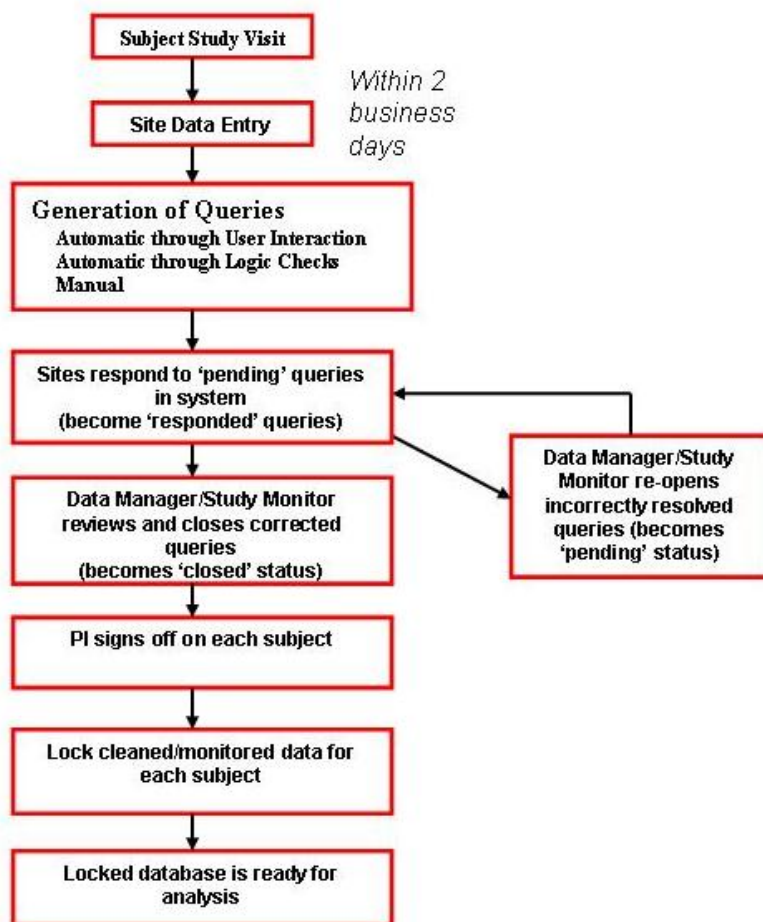 Subject Study Visit
Within 2
business
days
Site Data Entry
Generation of Queries
Automatic through User Interaction
Automatic through Logic Checks
Manual
Sites respond to ‘pending’ queries
in system
(become ‘responded’ queries)
Data Manager/Study
Monitor re-opens
incorrectly resolved
queries (becomes
‘pending’ status)
Data Manager/Study Monitor
reviews and closes corrected
queries
(becomes ‘closed’ status)
PI signs off on each subject
Lock cleaned/monitored data for
each subject
Locked database is ready for
analysis